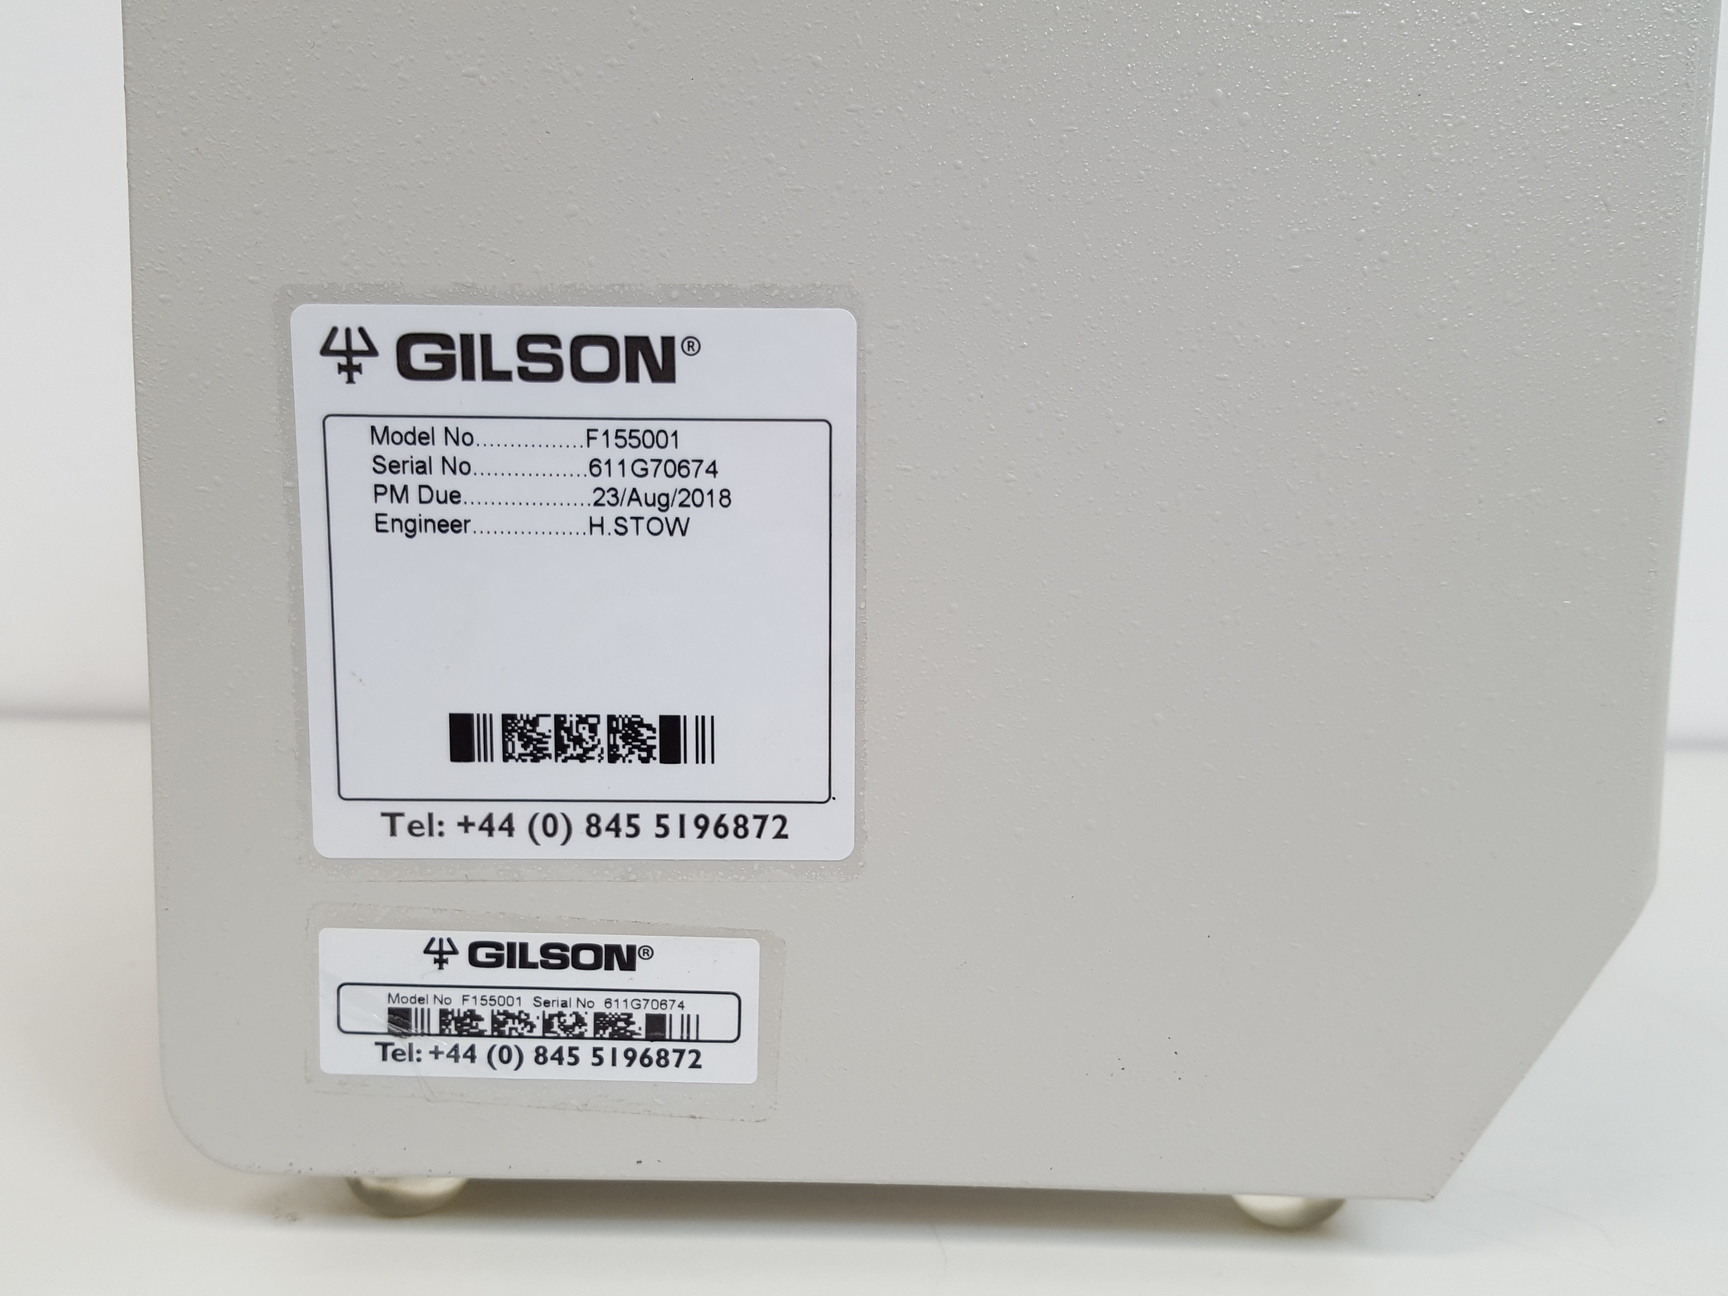 GILSON®
Model No................F155001
Serial No.................611G70674
PM Due...................23/Aug/2018
Engineer.................H.STOW
Tel: +44 (0) 845 5196872
GILSON®
Model No F155001 Serial No 611G70674
Tel: +44 (0) 845 5196872